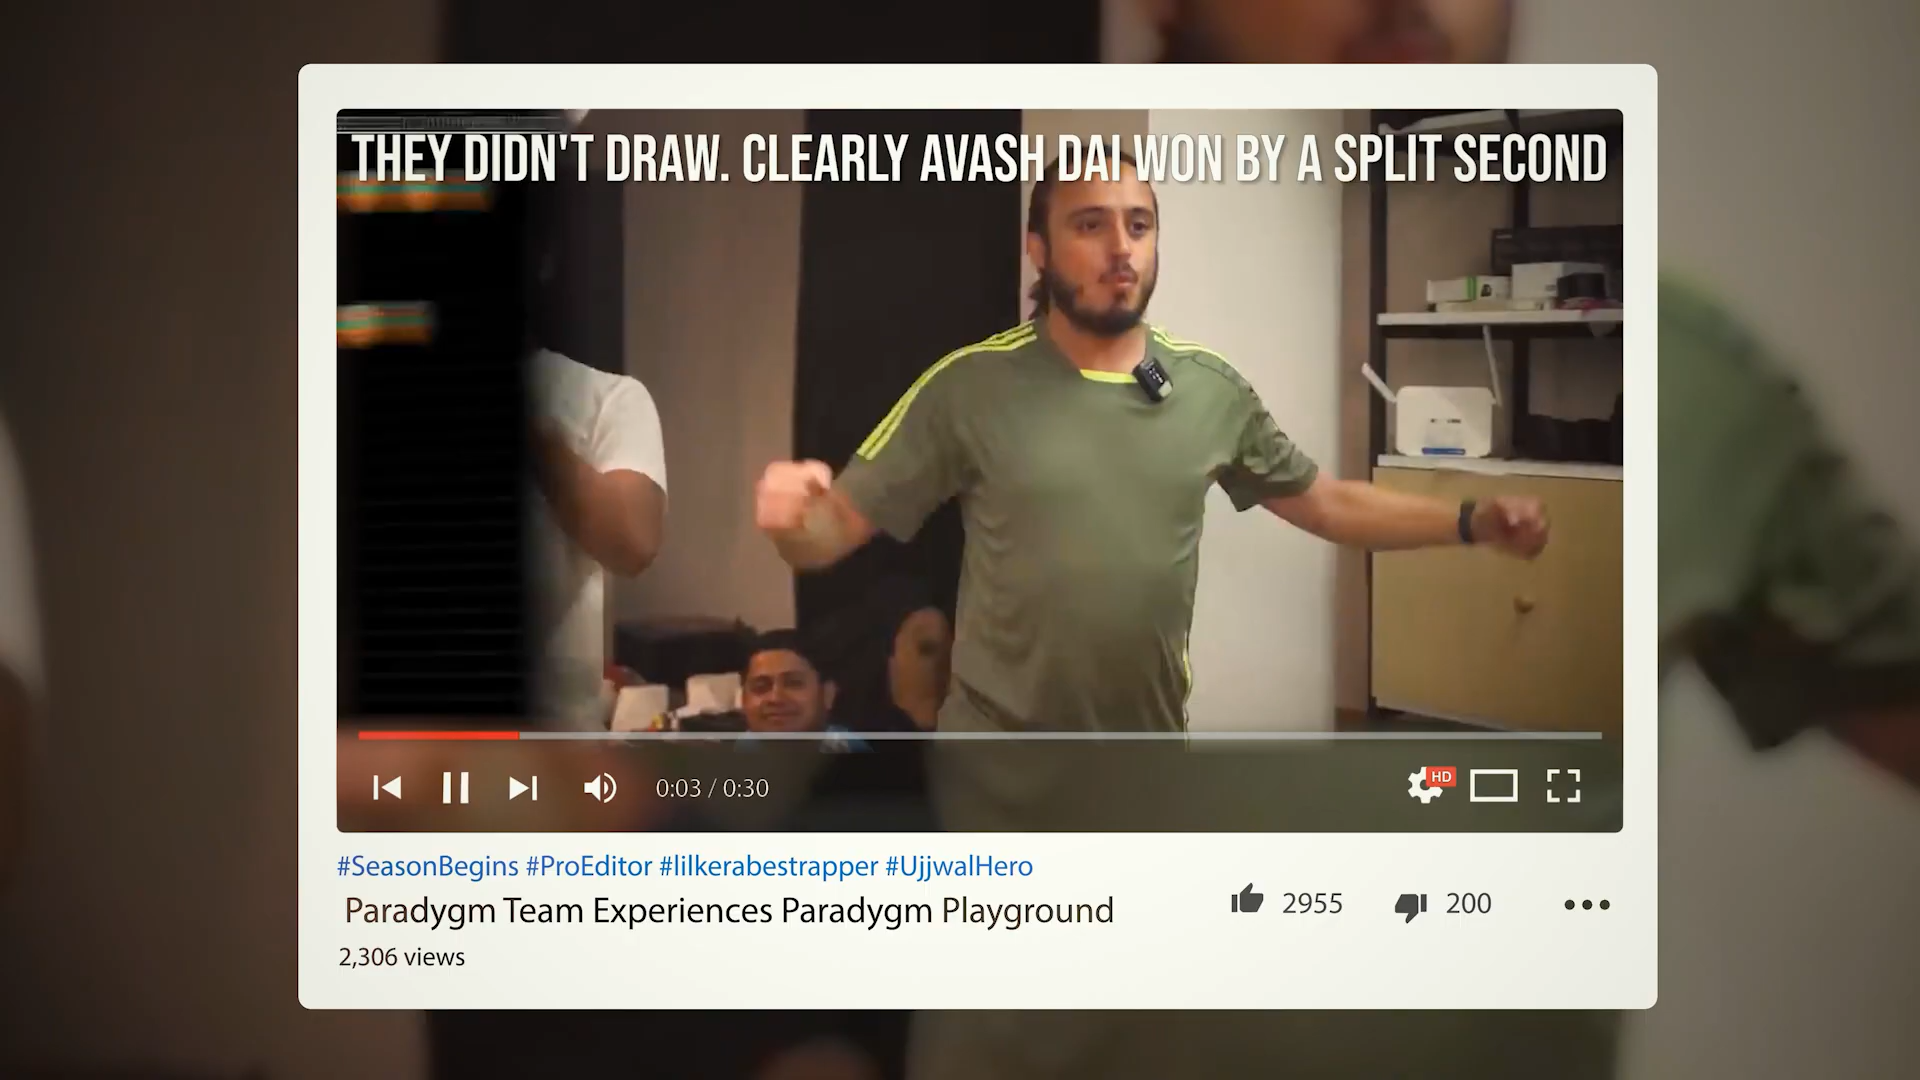 THEY DIDN'T DRAW. CLEARLY AVASH DAI WON BY A SPLIT SECOND
0:03 / 0:30
HD
#SeasonBegins #ProEditor #lilkerabestrapper #UjjwalHero
Paradygm Team Experiences Paradygm Playground
2955
200
2,306 views